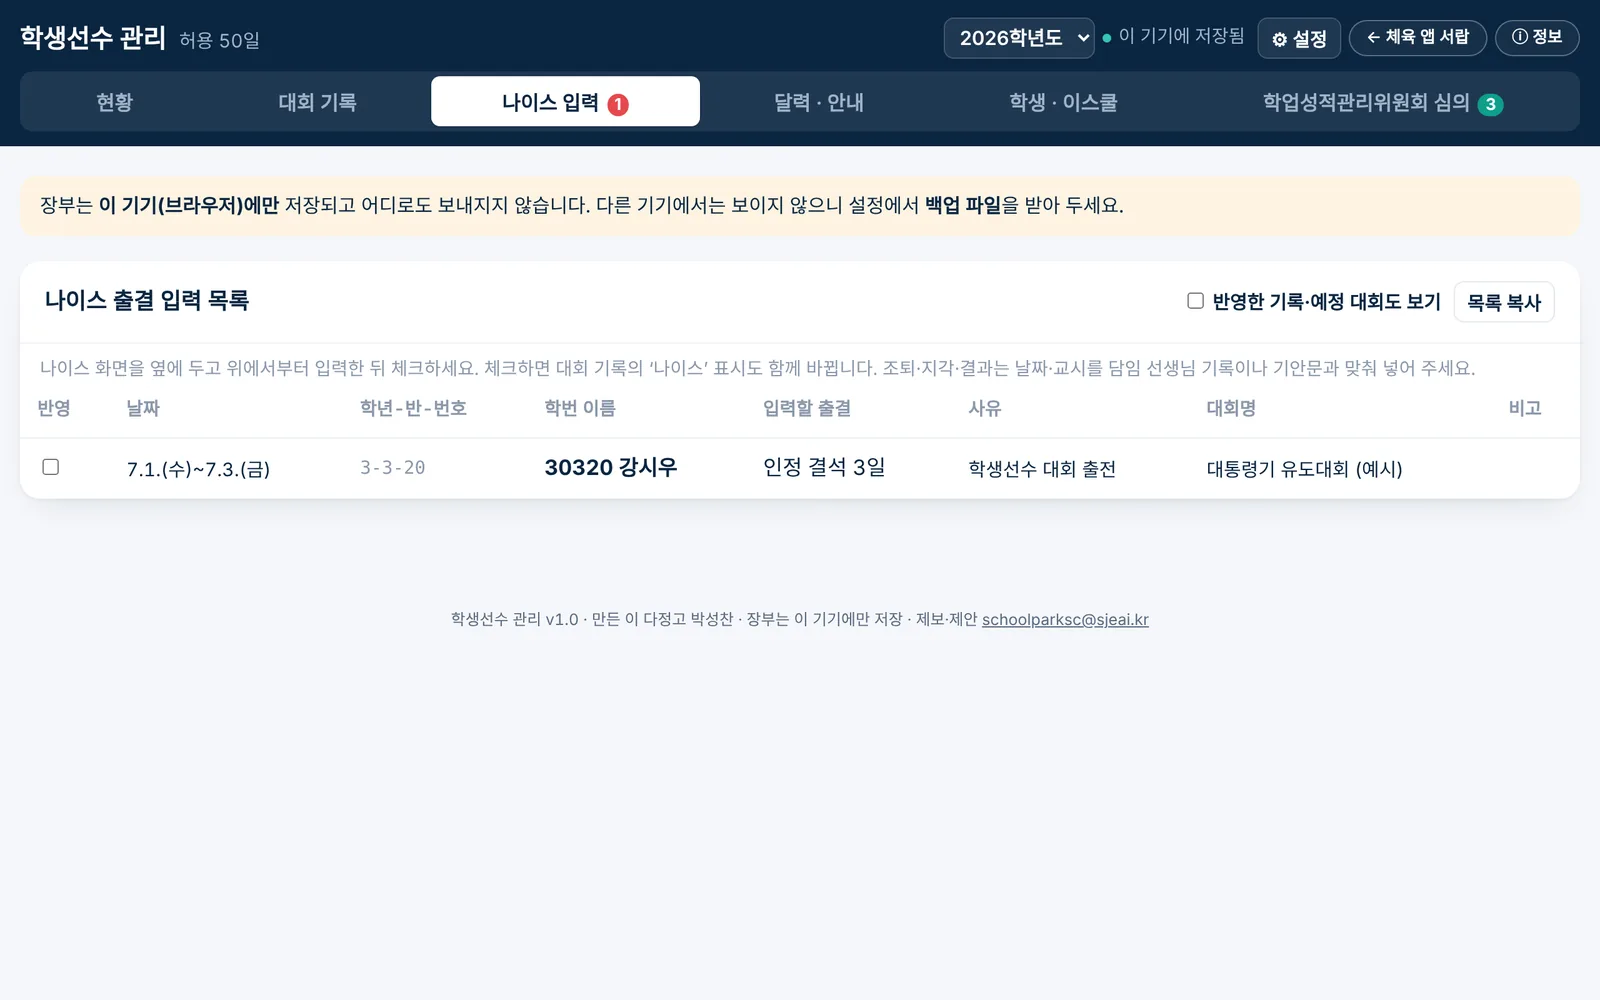 학생선수 관리 허용 50일
2026학년도 이 기기에 저장됨 ⚙ 설정 ← 체육 앱 서랍 ⓘ 정보
현황 대회 기록 나이스 입력 1 달력 · 안내 학생 · 이스쿨 학업성적관리위원회 심의 3
장부는 이 기기(브라우저)에만 저장되고 어디로도 보내지지 않습니다. 다른 기기에서는 보이지 않으니 설정에서 백업 파일을 받아 두세요.
나이스 출결 입력 목록 반영한 기록·예정 대회도 보기 목록 복사
나이스 화면을 옆에 두고 위에서부터 입력한 뒤 체크하세요. 체크하면 대회 기록의 ‘나이스’ 표시도 함께 바뀝니다. 조퇴·지각·결과는 날짜·교시를 담임 선생님 기록이나 기안문과 맞춰 넣어 주세요.
반영 날짜 학년-반-번호 학번 이름 입력할 출결 사유 대회명 비고
7.1.(수)~7.3.(금) 3-3-20 30320 강시우 인정 결석 3일 학생선수 대회 출전 대통령기 유도대회 (예시)
학생선수 관리 v1.0 · 만든 이 다정고 박성찬 · 장부는 이 기기에만 저장 · 제보·제안 schoolparksc@sjeai.kr